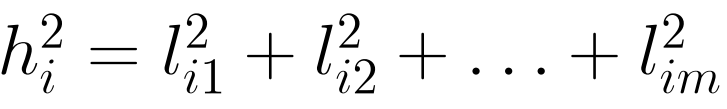 $h_i^2 = l_{i1}^2 + l_{i2}^2 + \ldots + l_{im}^2$